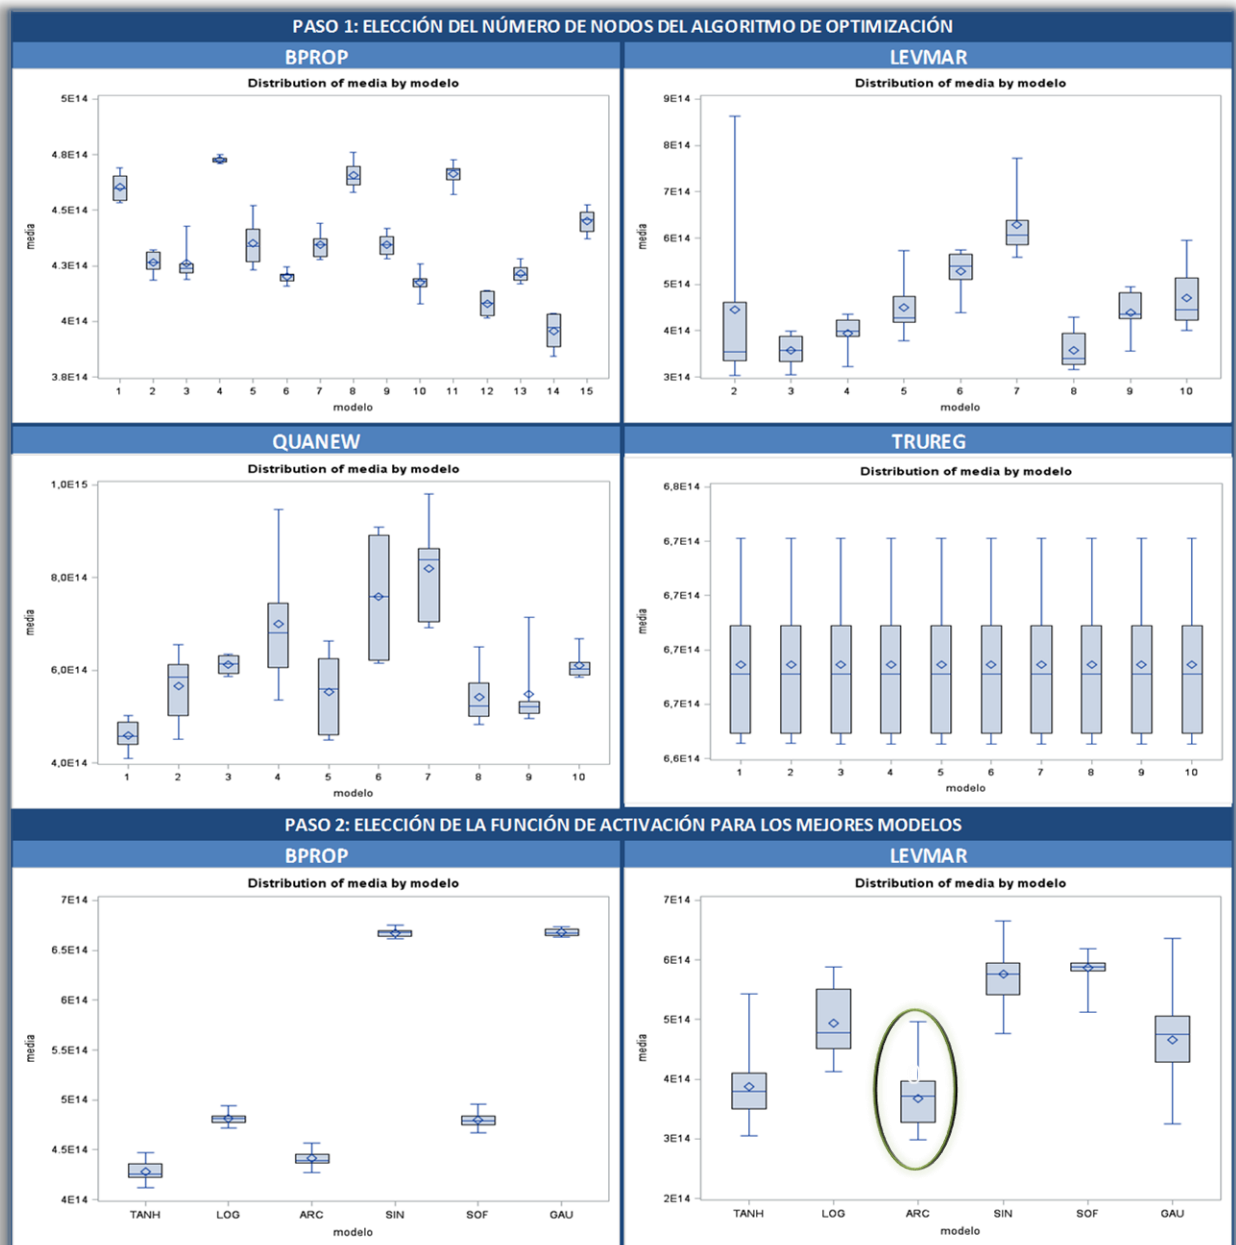 PASO 1: ELECCIÓN DEL NÚMERO DE NODOS DEL ALGORITMO DE OPTIMIZACIÓN
BPROP
LEVMAR
Distribution of media by modelo
5E14
4.8E14
4.5E14
4.3E14
4E14
3.8E14
media
1 2 3 4 5 6 7 8 9 10 11 12 13 14 15
modelo
Distribution of media by modelo
9E14
8E14
7E14
6E14
5E14
4E14
3E14
media
2 3 4 5 6 7 8 9 10
modelo
QUANEW
TRUREG
Distribution of media by modelo
1,0E15
8,0E14
6,0E14
4,0E14
media
1 2 3 4 5 6 7 8 9 10
modelo
Distribution of media by modelo
6,8E14
6,7E14
6,7E14
6,7E14
6,7E14
6,6E14
media
1 2 3 4 5 6 7 8 9 10
modelo
PASO 2: ELECCIÓN DE LA FUNCIÓN DE ACTIVACIÓN PARA LOS MEJORES MODELOS
BPROP
LEVMAR
Distribution of media by modelo
7E14
6.5E14
6E14
5.5E14
5E14
4.5E14
4E14
media
TANH LOG ARC SIN SOF GAU
modelo
Distribution of media by modelo
7E14
6E14
5E14
4E14
3E14
2E14
media
TANH LOG ARC SIN SOF GAU
modelo